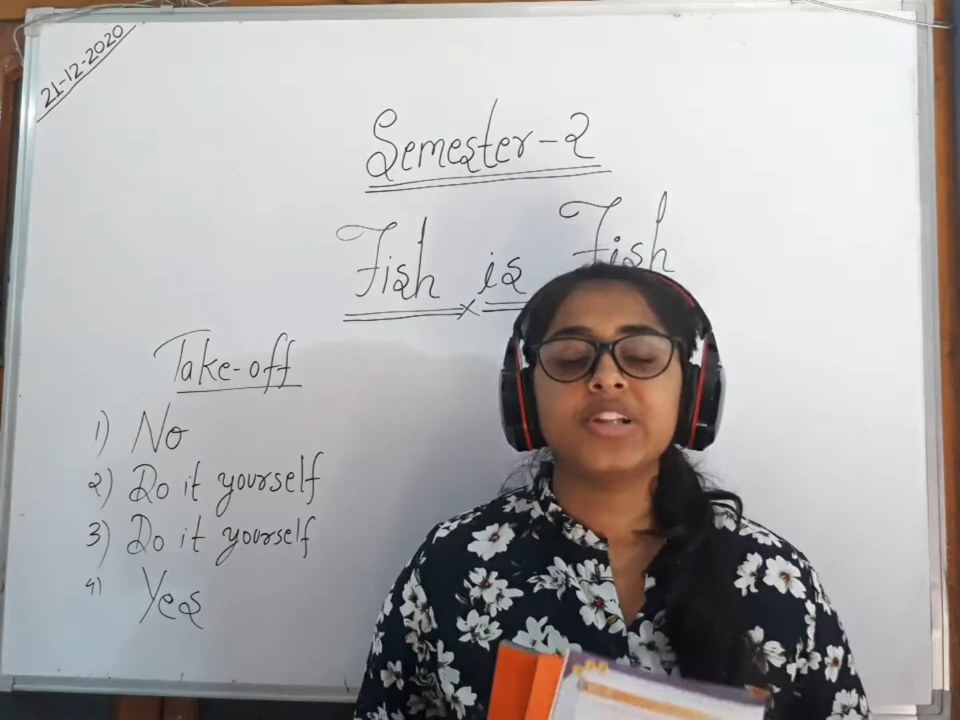 21-12-2020
Semester-2
Fish is Fish
Take-off
1) No
2) Do it yourself
3) Do it yourself
4) Yes